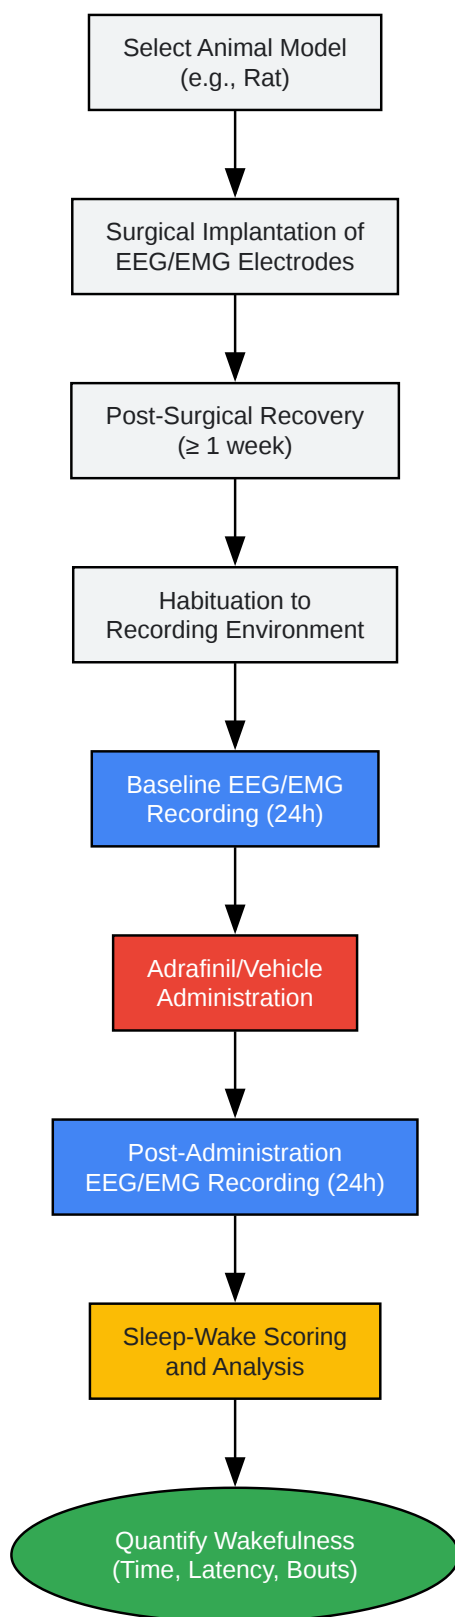 Select Animal Model
(e.g., Rat)
Surgical Implantation of
EEG/EMG Electrodes
Post-Surgical Recovery
(≥ 1 week)
Habituation to
Recording Environment
Baseline EEG/EMG
Recording (24h)
Adrafinil/Vehicle
Administration
Post-Administration
EEG/EMG Recording (24h)
Sleep-Wake Scoring
and Analysis
Quantify Wakefulness
(Time, Latency, Bouts)